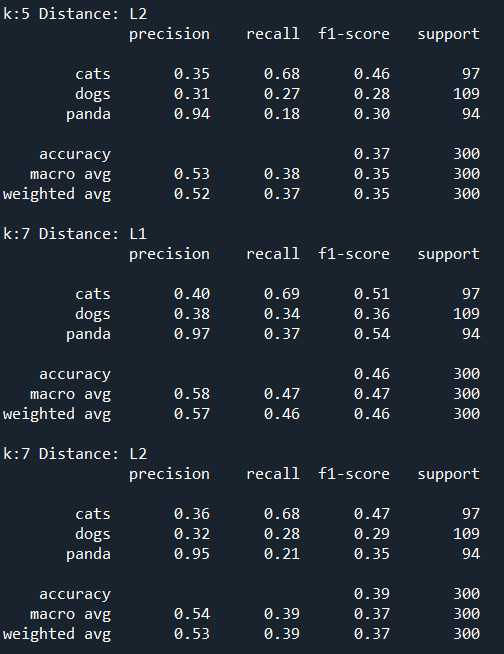 k:5 Distance: L2
precision recall f1-score support
cats 0.35 0.68 0.46 97
dogs 0.31 0.27 0.28 109
panda 0.94 0.18 0.30 94
accuracy 0.37 300
macro avg 0.53 0.38 0.35 300
weighted avg 0.52 0.37 0.35 300
k:7 Distance: L1
precision recall f1-score support
cats 0.40 0.69 0.51 97
dogs 0.38 0.34 0.36 109
panda 0.97 0.37 0.54 94
accuracy 0.46 300
macro avg 0.58 0.47 0.47 300
weighted avg 0.57 0.46 0.46 300
k:7 Distance: L2
precision recall f1-score support
cats 0.36 0.68 0.47 97
dogs 0.32 0.28 0.29 109
panda 0.95 0.21 0.35 94
accuracy 0.39 300
macro avg 0.54 0.39 0.37 300
weighted avg 0.53 0.39 0.37 300